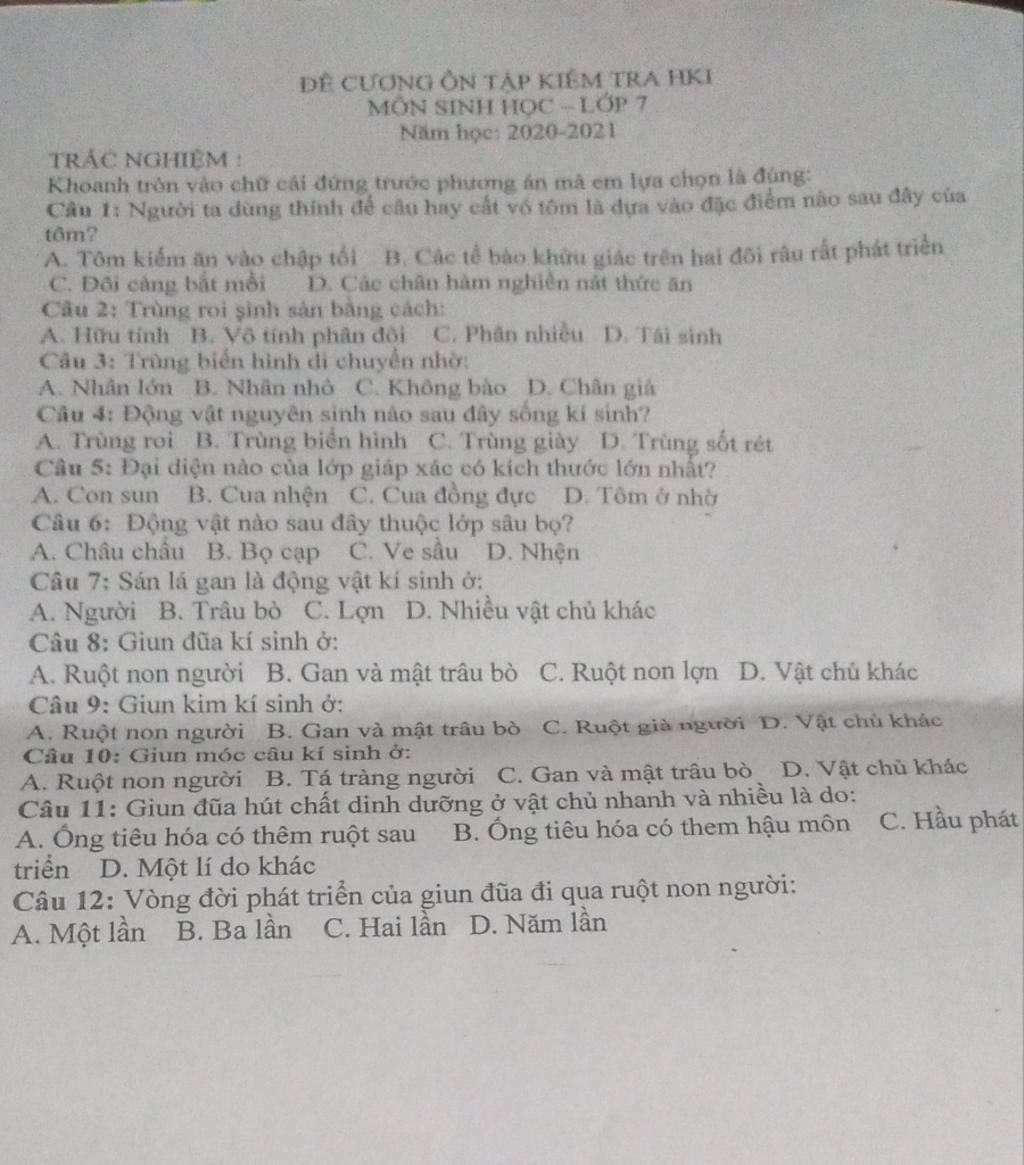 ĐỀ CƯƠNG ÔN TẬP KIỂM TRA HKI
MÔN SINH HỌC – LỚP 7
Năm học: 2020-2021
TRẮC NGHIỆM :
Khoanh tròn vào chữ cái đứng trước phương án mà em lựa chọn là đúng:
Câu 1: Người ta dùng thính để câu hay cất vó tôm là dựa vào đặc điểm nào sau đây của
tôm?
A. Tôm kiếm ăn vào chập tối B. Các tế bào khứu giác trên hai đôi râu rất phát triển
C. Đôi càng bắt mồi D. Các chân hàm nghiền nát thức ăn
Câu 2: Trùng roi sinh sản bằng cách:
A. Hữu tính B. Vô tính phân đôi C. Phân nhiều D. Tái sinh
Câu 3: Trùng biến hình di chuyển nhờ:
A. Nhân lớn B. Nhân nhỏ C. Không bào D. Chân giả
Câu 4: Động vật nguyên sinh nào sau đây sống kí sinh?
A. Trùng roi B. Trùng biến hình C. Trùng giày D. Trùng sốt rét
Câu 5: Đại diện nào của lớp giáp xác có kích thước lớn nhất?
A. Con sun B. Cua nhện C. Cua đồng đực D. Tôm ở nhờ
Câu 6: Động vật nào sau đây thuộc lớp sâu bọ?
A. Châu chấu B. Bọ cạp C. Ve sầu D. Nhện
Câu 7: Sán lá gan là động vật kí sinh ở:
A. Người B. Trâu bò C. Lợn D. Nhiều vật chủ khác
Câu 8: Giun đũa kí sinh ở:
A. Ruột non người B. Gan và mật trâu bò C. Ruột non lợn D. Vật chủ khác
Câu 9: Giun kim kí sinh ở:
A. Ruột non người B. Gan và mật trâu bò C. Ruột già người D. Vật chủ khác
Câu 10: Giun móc câu kí sinh ở:
A. Ruột non người B. Tá tràng người C. Gan và mật trâu bò D. Vật chủ khác
Câu 11: Giun đũa hút chất dinh dưỡng ở vật chủ nhanh và nhiều là do:
A. Ống tiêu hóa có thêm ruột sau B. Ống tiêu hóa có them hậu môn C. Hầu phát
triển D. Một lí do khác
Câu 12: Vòng đời phát triển của giun đũa đi qua ruột non người:
A. Một lần B. Ba lần C. Hai lần D. Năm lần